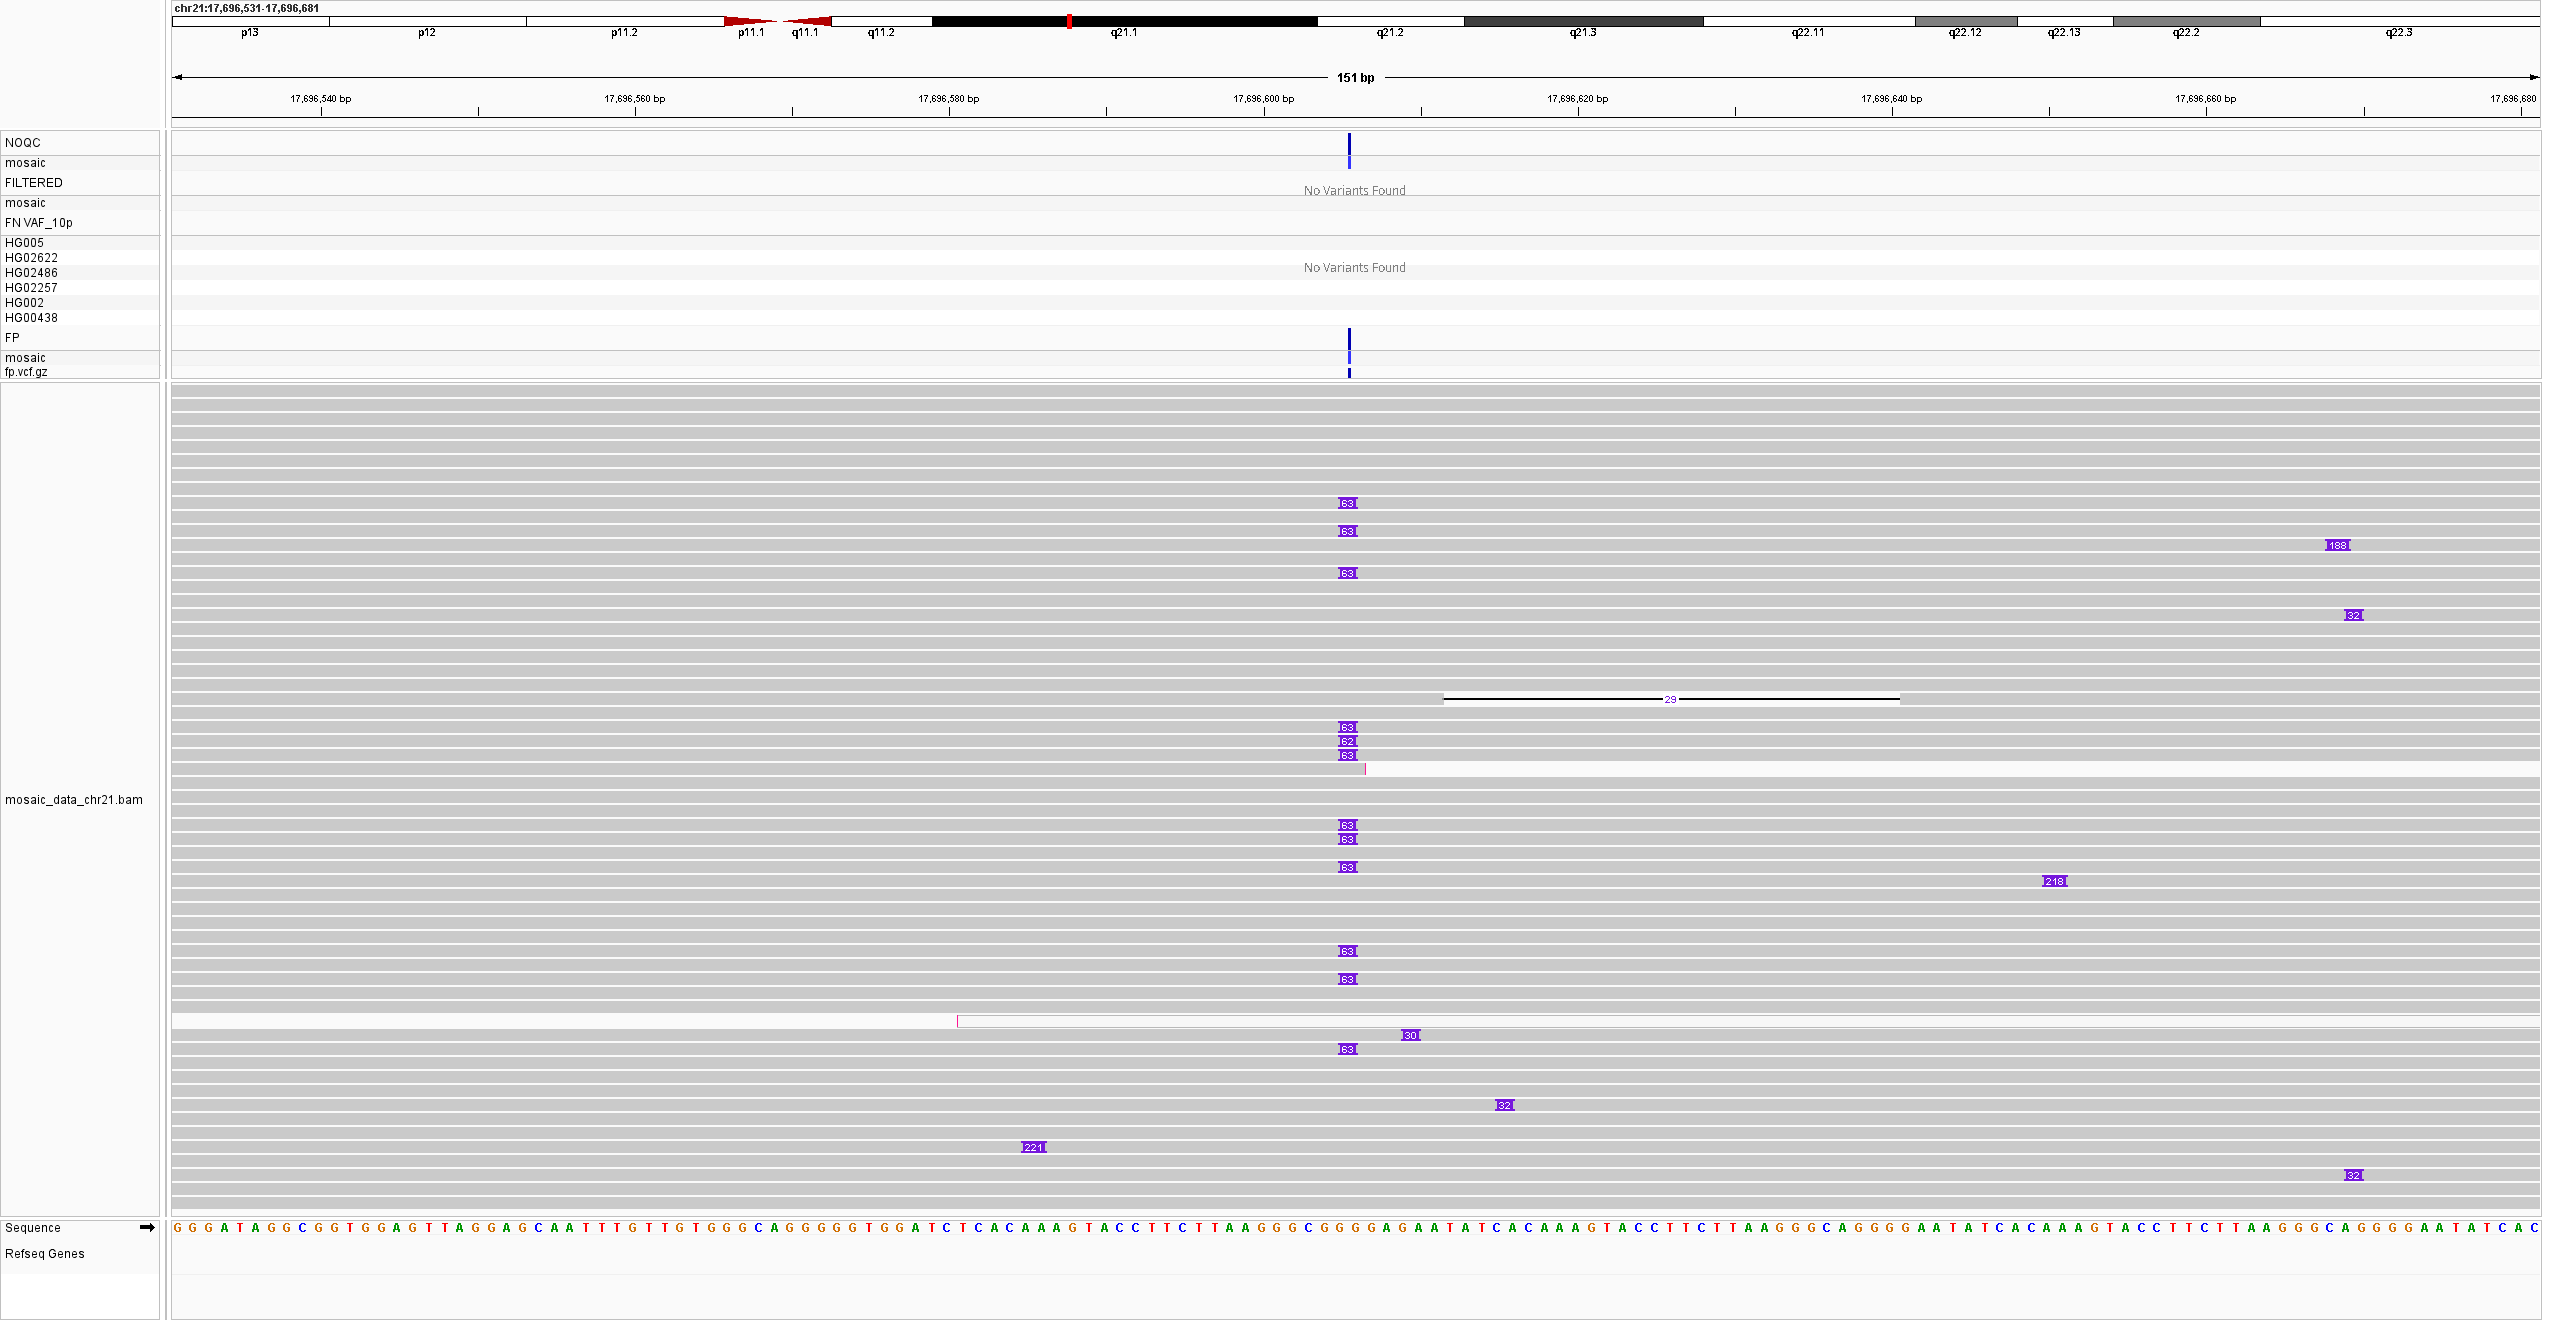 chr21:17,696,531-17,696,681
p13 p12 p11.2 p11.1 q11.1 q11.2 q21.1 q21.2 q21.3 q22.11 q22.12 q22.13 q22.2 q22.3
151 bp
17,696,540 bp 17,696,560 bp 17,696,580 bp 17,696,600 bp 17,696,620 bp 17,696,640 bp 17,696,660 bp 17,696,680
NOQC
mosaic
FILTERED
No Variants Found
mosaic
FN VAF_10p
HG005
HG02622
No Variants Found
HG02486
HG02257
HG002
HG00438
FP
mosaic
fp.vcf.gz
63
63
188
63
32
29
63
62
63
mosaic_data_chr21.bam
63
63
63
218
63
63
30
63
32
221
32
Sequence G G G A T A G G C G G T G G A G T T A G G A G C A A T T T G T T G T G G G C A G G G G G T G G A T C T C A C A A A G T A C C T T C T T A A G G G C G G G G A G A A T A T C A C A A A G T A C C T T C T T A A G G G C A G G G G A A T A T C A C A A A G T A C C T T C T T A A G G G C A G G G G A A T A T C A C
Refseq Genes